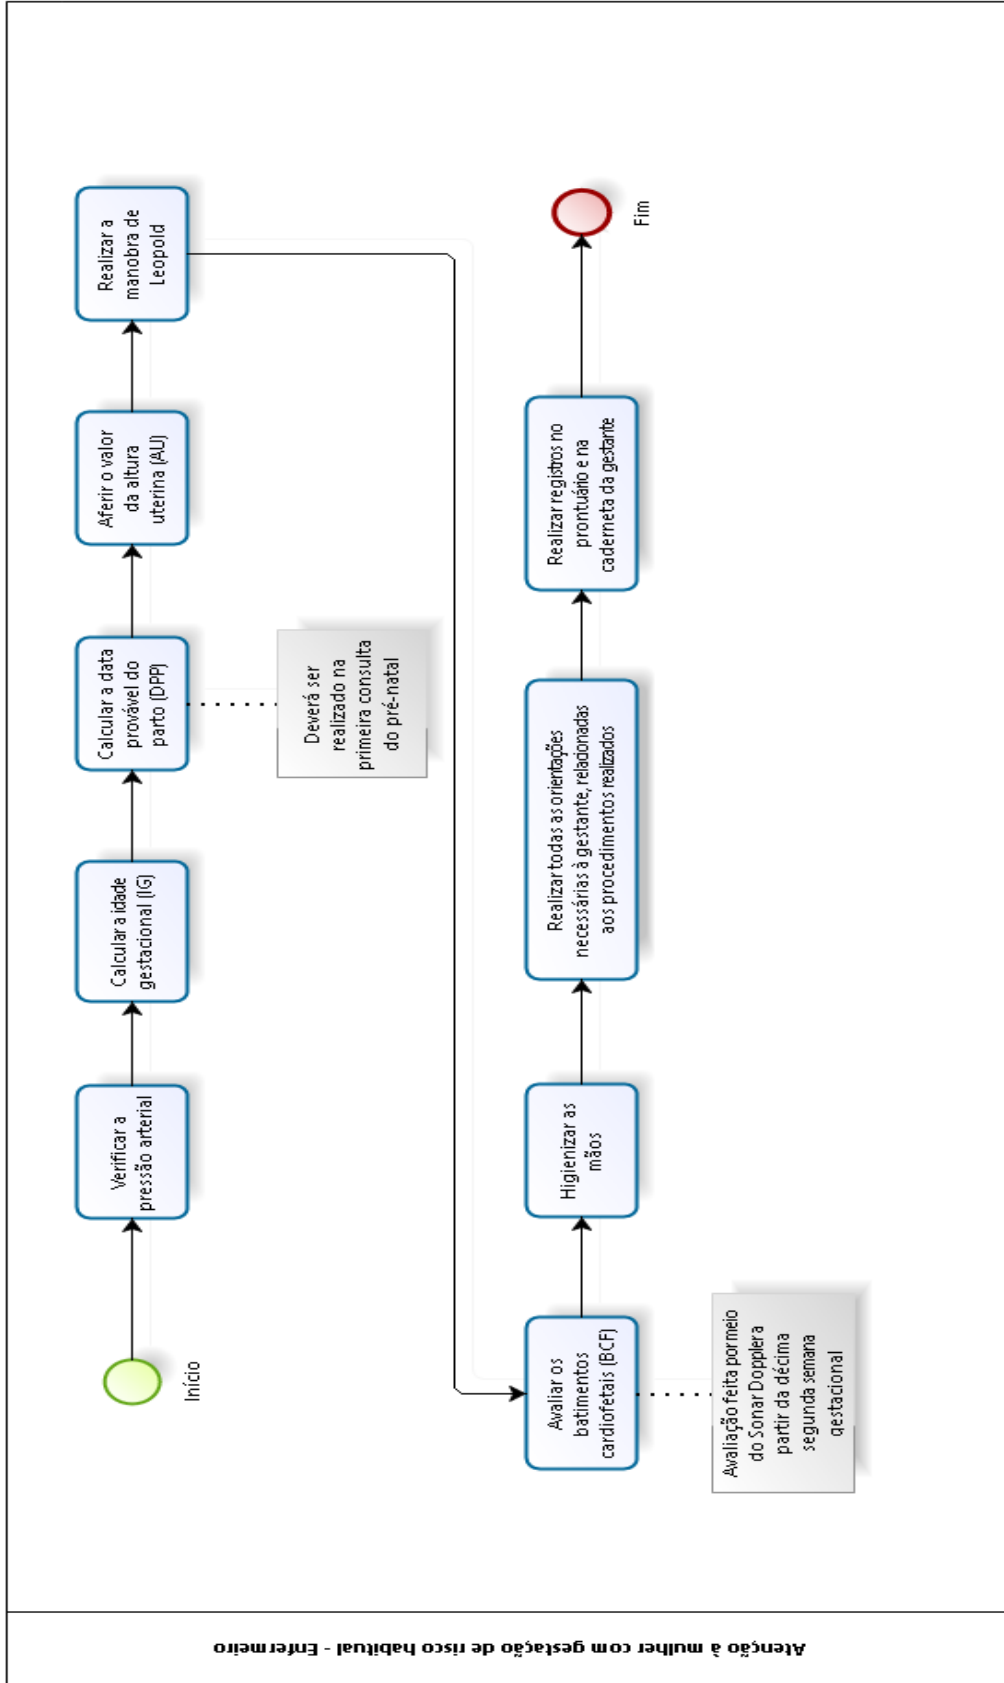 Atenção à mulher com gestação de risco habitual - Enfermeiro
Início
Verificar a
pressão arterial
Calcular a idade
gestacional (IG)
Calcular a data
provável do
parto (DPP)
Deverá ser
realizado na
primeira consulta
do pré-natal
Aferir o valor
da altura
uterina (AU)
Realizar a
manobra de
Leopold
Avaliar os
batimentos
cardiofetais (BCF)
Avaliação feita por meio
do Sonar Doppler a
partir da décima
segunda semana
gestacional
Higienizar as
mãos
Realizar todas as orientações
necessárias à gestante, relacionadas
aos procedimentos realizados
Realizar registros no
prontuário e na
caderneta da gestante
Fim